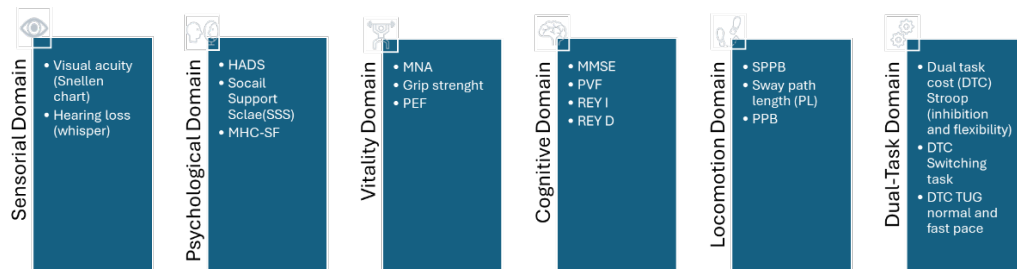 Sensorial Domain
• Visual acuity
(Snellen
chart)
• Hearing loss
(whisper)
Psychological Domain
• HADS
• Socail
Support
Sclae(SSS)
• MHC-SF
Vitality Domain
• MNA
• Grip strenght
• PEF
Cognitive Domain
• MMSE
• PVF
• REY I
• REY D
Locomotion Domain
• SPPB
• Sway path
length (PL)
• PPB
Dual-Task Domain
• Dual task
cost (DTC)
Stroop
(inhibition
and flexibility)
• DTC
Switching
task
• DTC TUG
normal and
fast pace